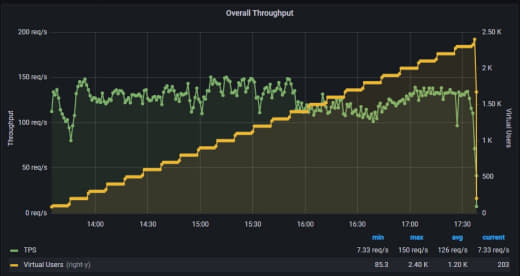 Overall Throughput
200 req/s
150 req/s
100 req/s
50 req/s
0 req/s
Throughput
2.50 K
2 K
1.50 K
1 K
500
0
Virtual Users
14:00 14:30 15:00 15:30 16:00 16:30 17:00 17:30
min max avg current
TPS 7.33 req/s 150 req/s 126 req/s 7.33 req/s
Virtual Users (right-y) 85.3 2.40 K 1.20 K 203